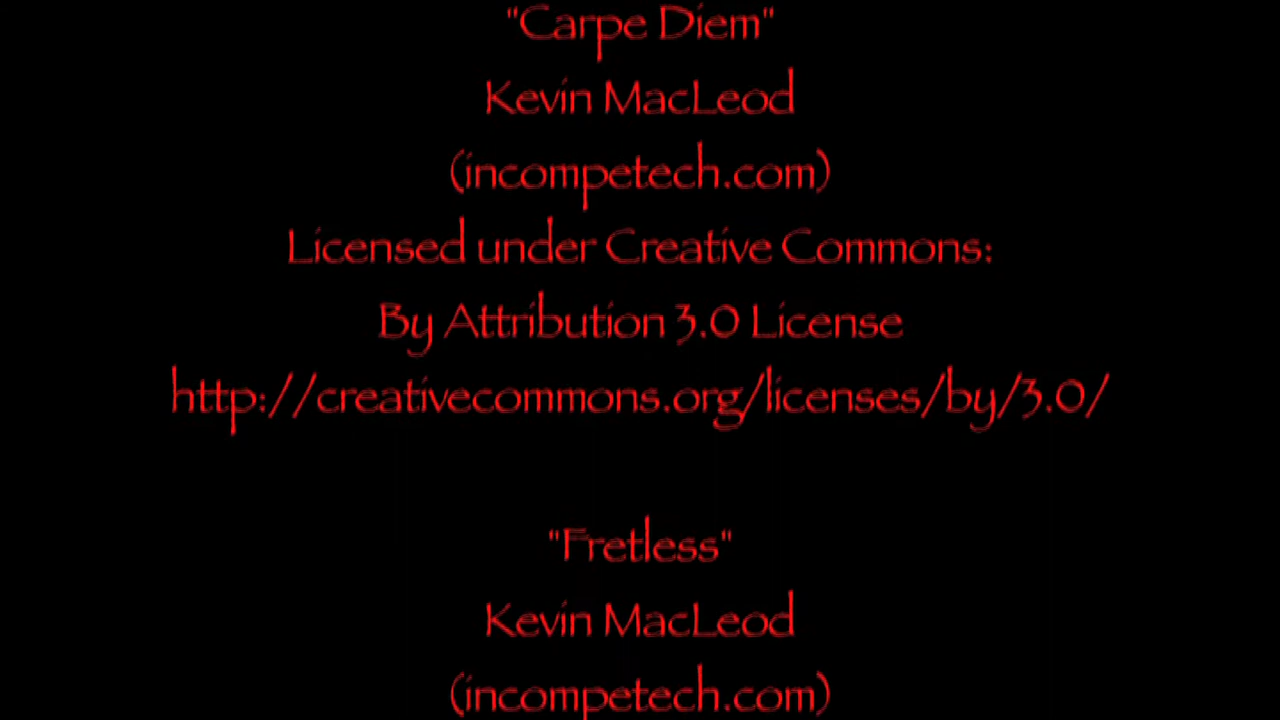 "Carpe Diem"
Kevin MacLeod
(incompetech.com)
Licensed under Creative Commons:
By Attribution 3.0 License
http://creativecommons.org/licenses/by/3.0/
"Fretless"
Kevin MacLeod
(incompetech.com)